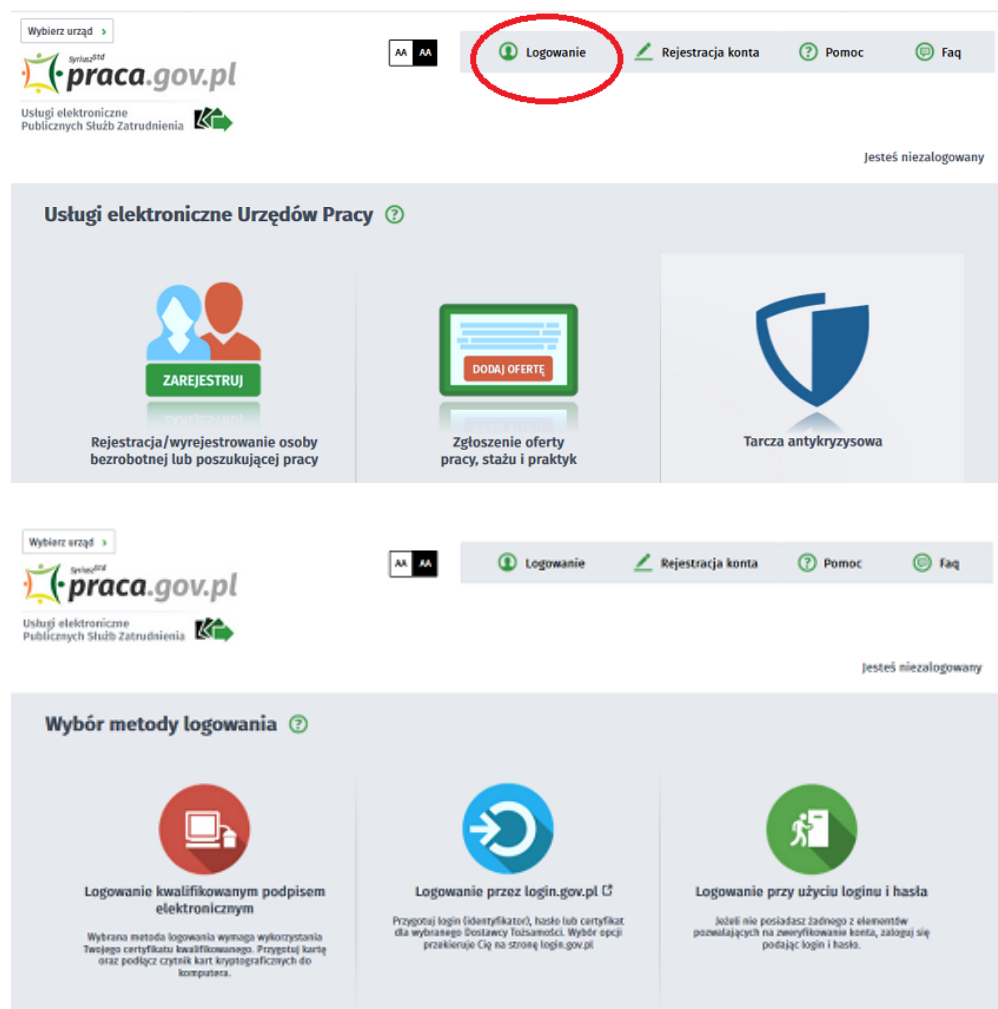 Wybierz urząd
AA AA
Logowanie
Rejestracja konta
Pomoc
Faq
Syriusz Std
praca.gov.pl
Usługi elektroniczne
Publicznych Służb Zatrudnienia
Jesteś niezalogowany
Usługi elektroniczne Urzędów Pracy
ZAREJESTRUJ
Rejestracja/wyrejestrowanie osoby
bezrobotnej lub poszukującej pracy
DODAJ OFERTĘ
Zgłoszenie oferty
pracy, stażu i praktyk
Tarcza antykryzysowa
Wybierz urząd
AA AA
Logowanie
Rejestracja konta
Pomoc
Faq
Syriusz Std
praca.gov.pl
Usługi elektroniczne
Publicznych Służb Zatrudnienia
Jesteś niezalogowany
Wybór metody logowania
Logowanie kwalifikowanym podpisem
elektronicznym
Wybrana metoda logowania wymaga wykorzystania
Twojego certyfikatu kwalifikowanego. Przygotuj kartę
oraz podłącz czytnik kart kryptograficznych do
komputera.
Logowanie przez login.gov.pl
Przygotuj login (identyfikator), hasło lub certyfikat
dla wybranego Dostawcy Tożsamości. Wybór opcji
przekieruje Cię na stronę login.gov.pl
Logowanie przy użyciu loginu i hasła
Jeżeli nie posiadasz żadnego z elementów
pozwalających na zweryfikowanie konta, zaloguj się
podając login i hasło.